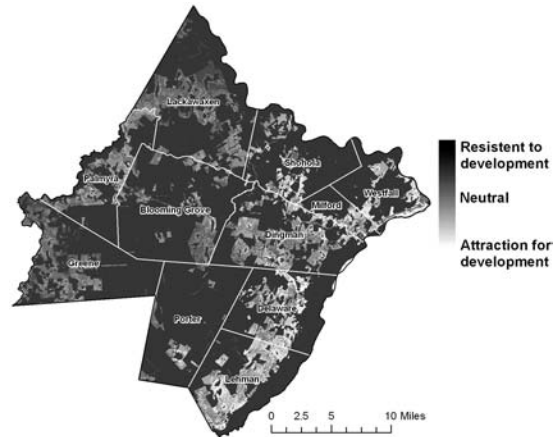 Lackawaxen
Shohola
Palmyra
Westfall
Milford
Blooming Grove
Dingman
Greene
Delaware
Porter
Lehman
Resistent to
development
Neutral
Attraction for
development
0 2.5 5 10 Miles